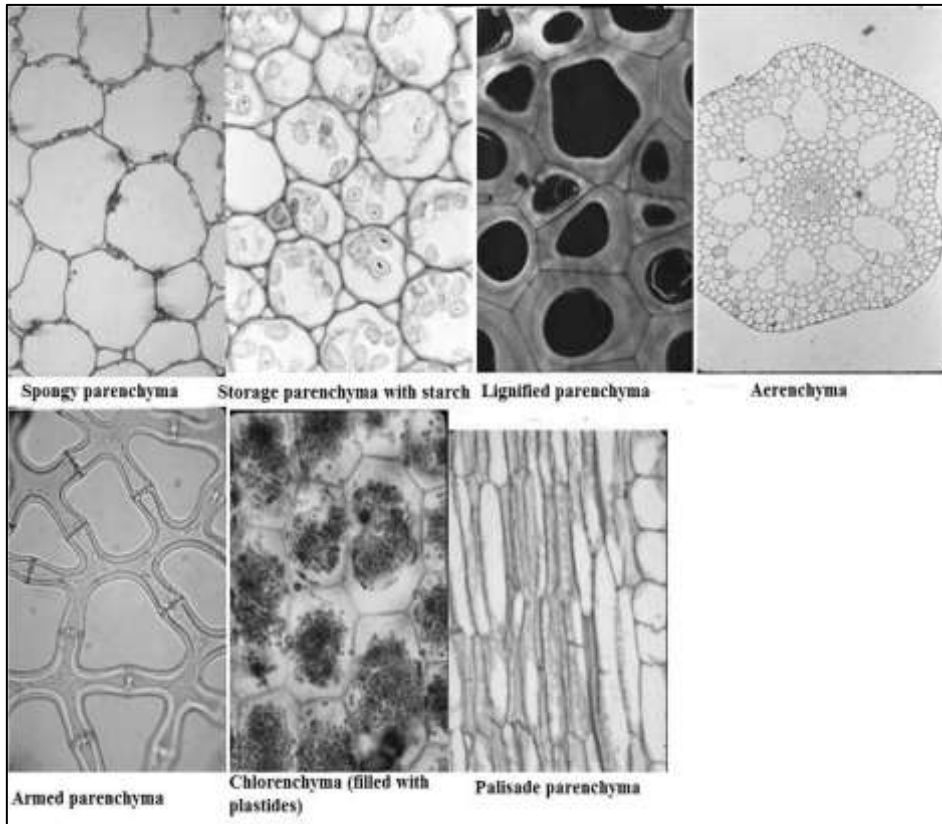 Spongy parenchyma
Storage parenchyma with starch
Lignified parenchyma
Aerenchyma
Armed parenchyma
Chlorenchyma (filled with
plastides)
Palisade parenchyma